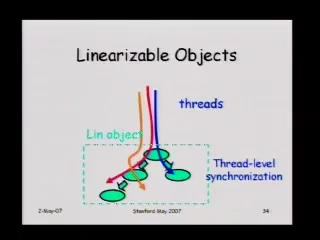 Linearizable Objects
threads
Lin object
Thread-level
synchronization
2-May-07
Stanford May 2007
34